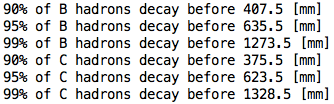 90% of B hadrons decay before 407.5 [mm]
95% of B hadrons decay before 635.5 [mm]
99% of B hadrons decay before 1273.5 [mm]
90% of C hadrons decay before 375.5 [mm]
95% of C hadrons decay before 623.5 [mm]
99% of C hadrons decay before 1328.5 [mm]